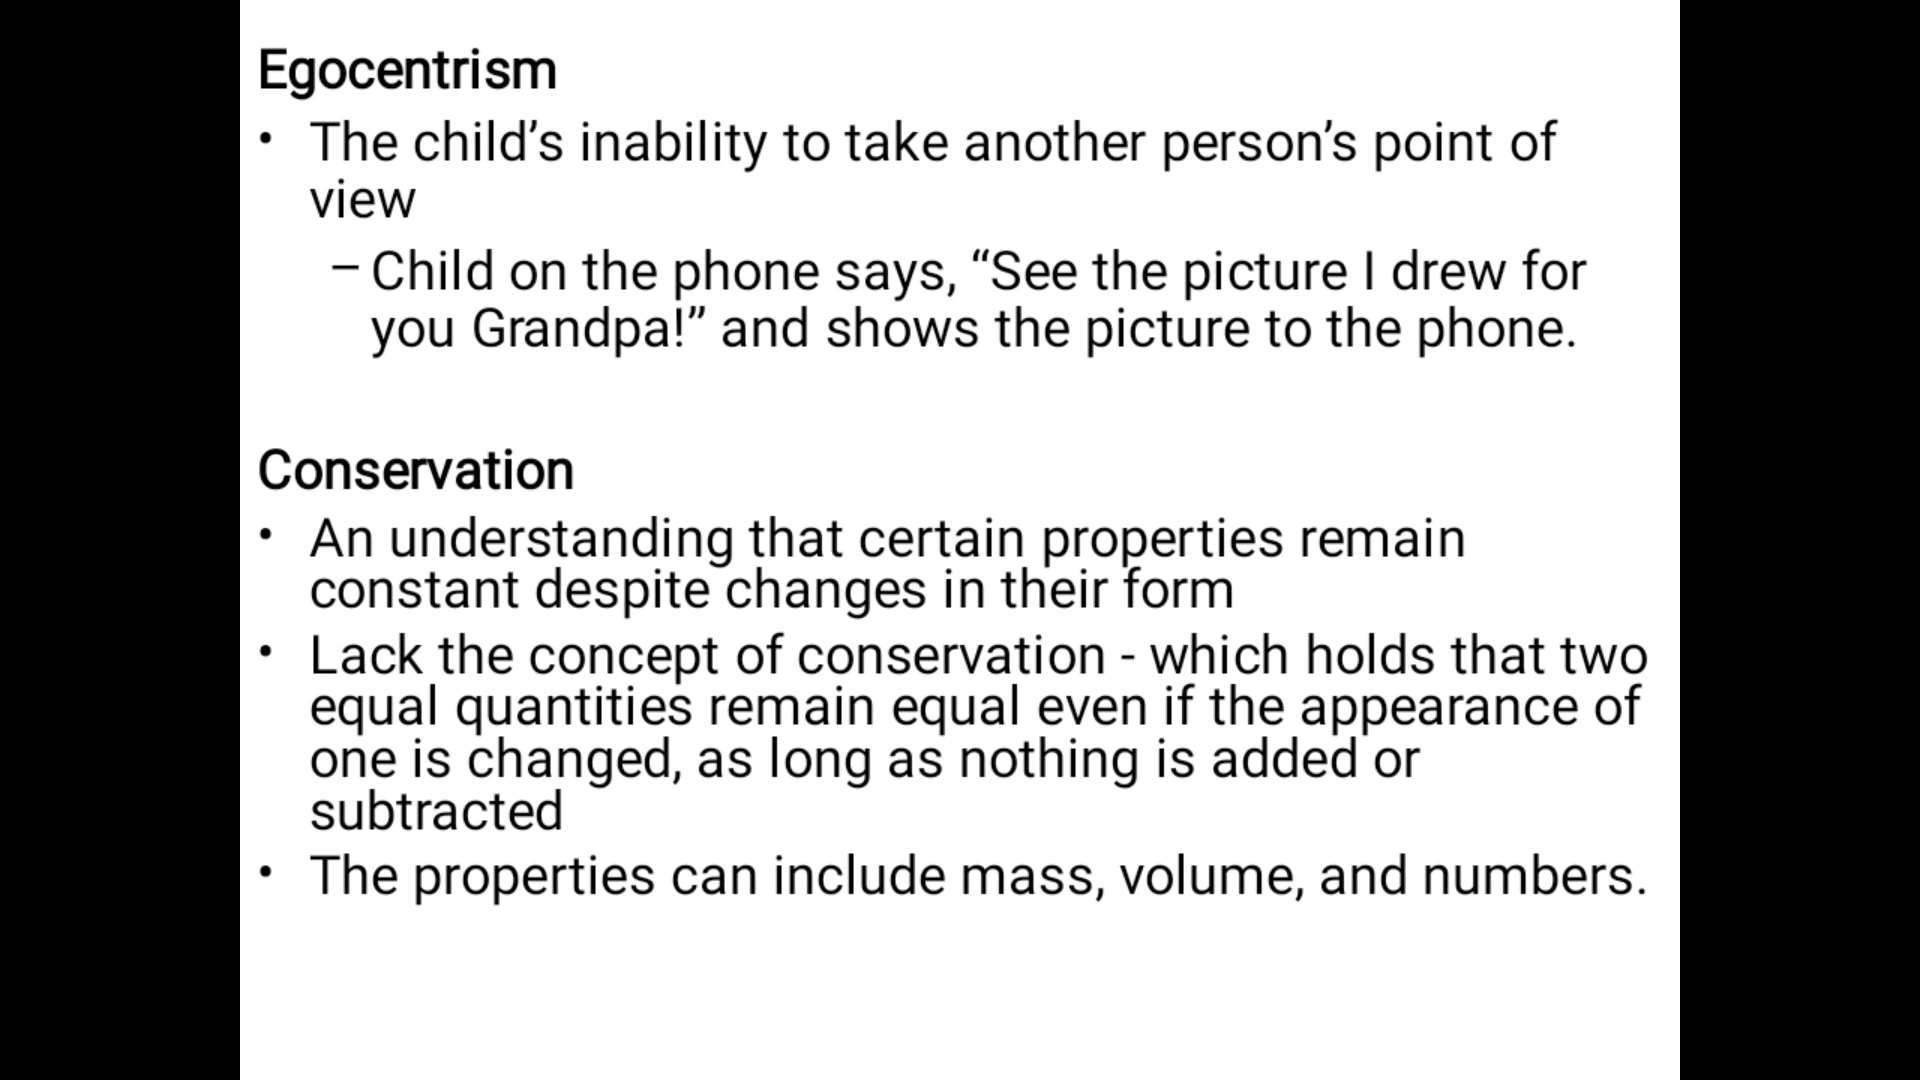 Egocentrism
• The child’s inability to take another person’s point of
view
– Child on the phone says, “See the picture I drew for
you Grandpa!” and shows the picture to the phone.
Conservation
• An understanding that certain properties remain
constant despite changes in their form
• Lack the concept of conservation - which holds that two
equal quantities remain equal even if the appearance of
one is changed, as long as nothing is added or
subtracted
• The properties can include mass, volume, and numbers.